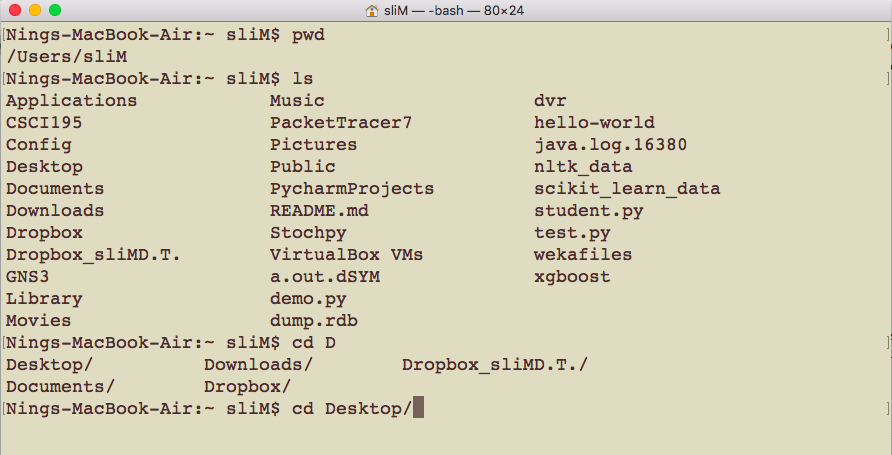 sliM — -bash — 80×24
Nings-MacBook-Air:~ sliM$ pwd
/Users/sliM
Nings-MacBook-Air:~ sliM$ ls
Applications Music dvr
CSCI195 PacketTracer7 hello-world
Config Pictures java.log.16380
Desktop Public nltk_data
Documents PycharmProjects scikit_learn_data
Downloads README.md student.py
Dropbox Stochpy test.py
Dropbox_sliMD.T. VirtualBox VMs wekafiles
GNS3 a.out.dSYM xgboost
Library demo.py
Movies dump.rdb
Nings-MacBook-Air:~ sliM$ cd D
Desktop/ Downloads/ Dropbox_sliMD.T./
Documents/ Dropbox/
Nings-MacBook-Air:~ sliM$ cd Desktop/